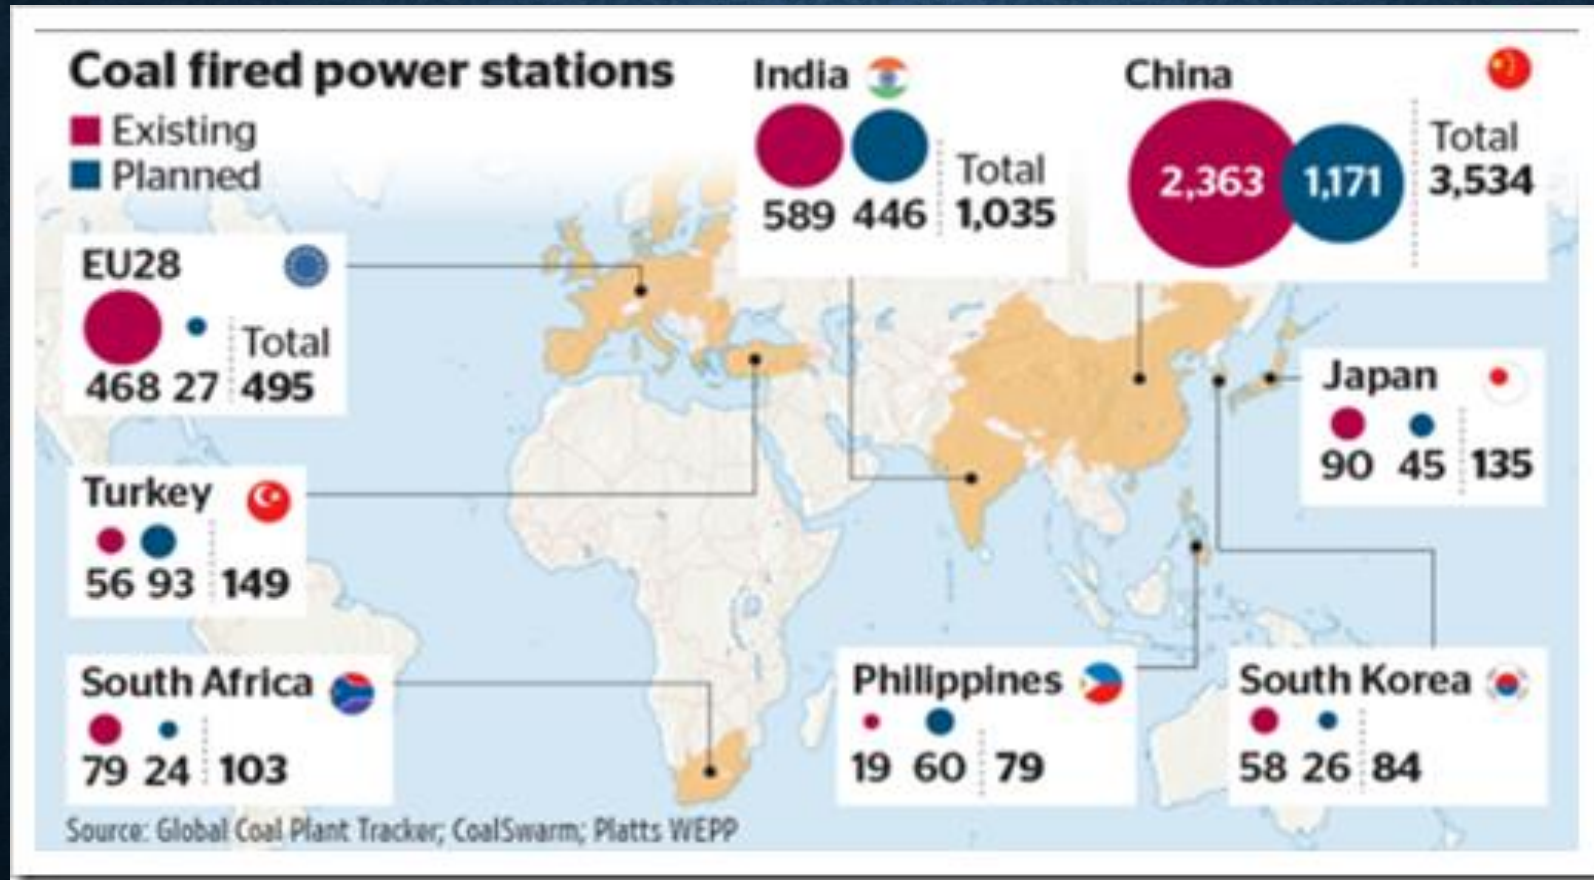 Coal fired power stations
Existing
Planned
India
589 446
Total
1,035
China
2,363 1,171
Total
3,534
EU28
468 27
Total
495
Turkey
56 93 149
South Africa
79 24 103
Japan
90 45 135
Philippines
19 60 79
South Korea
58 26 84
Source: Global Coal Plant Tracker; CoalSwarm; Platts WEPP